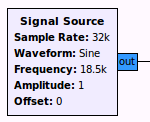 Signal Source
Sample Rate: 32k
Waveform: Sine
Frequency: 18.5k
Amplitude: 1
Offset: 0
out